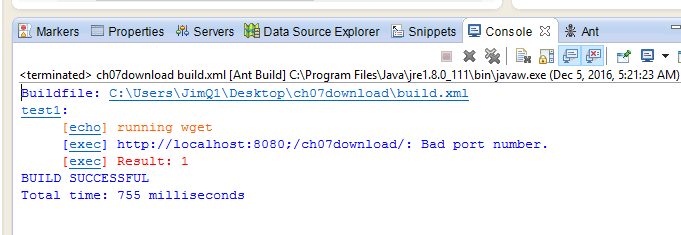 Markers Properties Servers Data Source Explorer Snippets Console Ant
<terminated> ch07download build.xml [Ant Build] C:\Program Files\Java\jre1.8.0_111\bin\javaw.exe (Dec 5, 2016, 5:21:23 AM)
Buildfile: C:\Users\JimQ1\Desktop\ch07download\build.xml
test1:
[echo] running wget
[exec] http://localhost:8080;/ch07download/: Bad port number.
[exec] Result: 1
BUILD SUCCESSFUL
Total time: 755 milliseconds